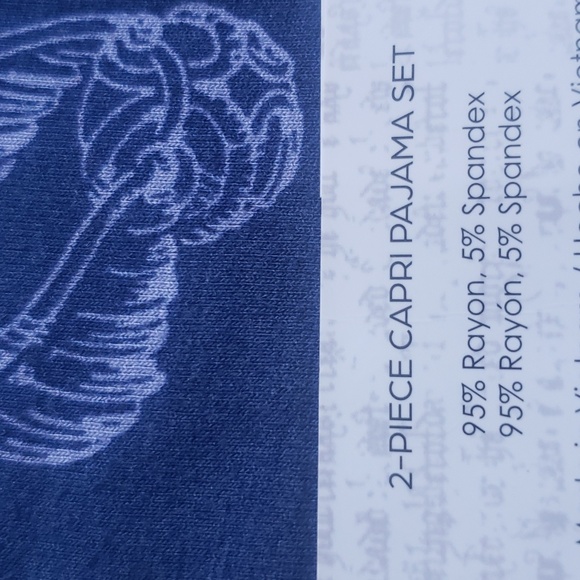 2-PIECE CAPRI PAJAMA SET
95% Rayon, 5% Spandex
95% Rayón, 5% Spandex